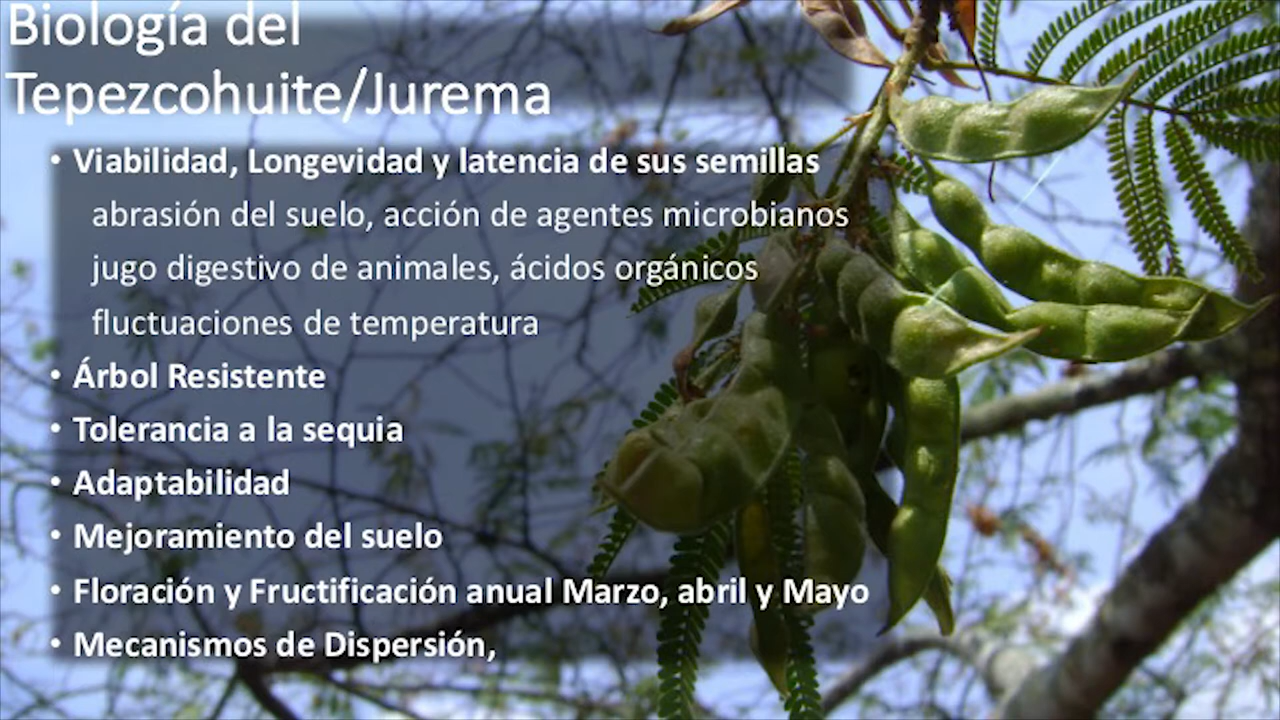 Biología del
Tepezcohuite/Jurema
• Viabilidad, Longevidad y latencia de sus semillas
abrasión del suelo, acción de agentes microbianos
jugo digestivo de animales, ácidos orgánicos
fluctuaciones de temperatura
• Árbol Resistente
• Tolerancia a la sequia
• Adaptabilidad
• Mejoramiento del suelo
• Floración y Fructificación anual Marzo, abril y Mayo
• Mecanismos de Dispersión,